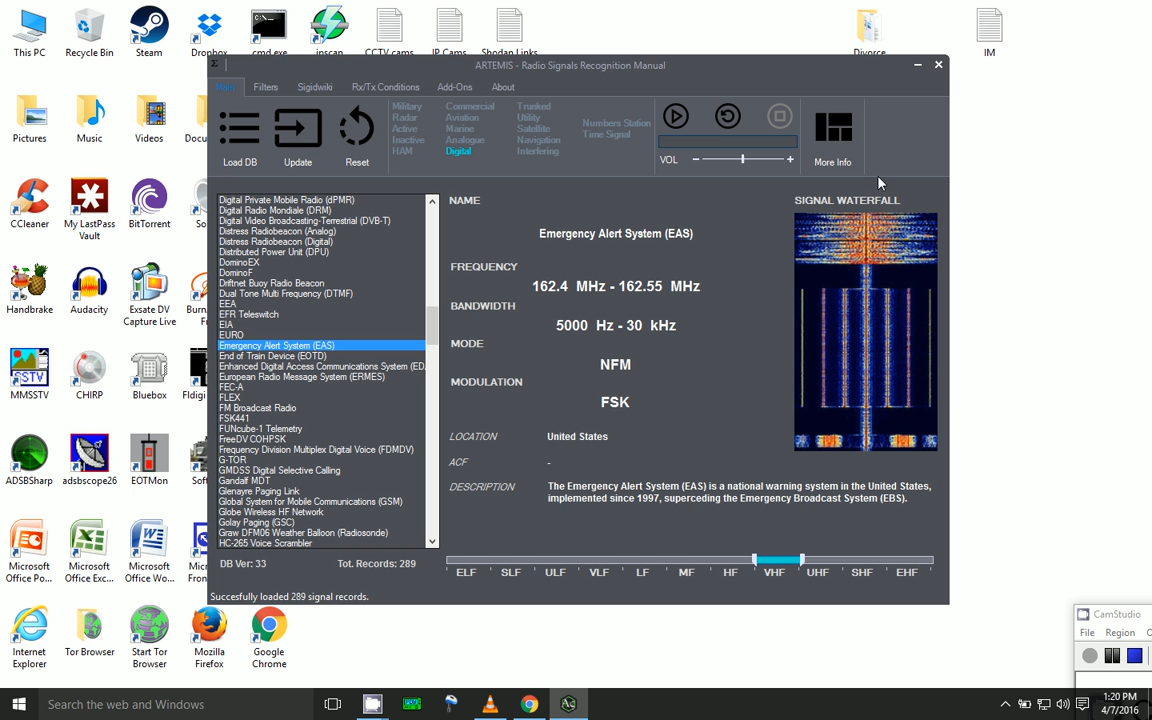 This PC
Recycle Bin
Steam
Dropbox
cmd.exe
inscan
CCTV cams
IP Cams
Shodan Links
Divorce
IM
ARTEMIS - Radio Signals Recognition Manual
Main
Filters
Sigidwiki
Rx/Tx Conditions
Add-Ons
About
Load DB
Update
Reset
Military
Radar
Active
Inactive
HAM
Commercial
Aviation
Marine
Analogue
Digital
Trunked
Utility
Satellite
Navigation
Interfering
Numbers Station
Time Signal
VOL
More Info
Pictures
Music
Videos
CCleaner
My LastPass
Vault
BitTorrent
Handbrake
Audacity
Exsate DV
Capture Live
MMSSTV
CHIRP
Bluebox
Fldigi
ADSBSharp
adsbscope26
EOTMon
Microsoft
Office Po...
Microsoft
Office Exc...
Microsoft
Office Wo...
Internet
Explorer
Tor Browser
Start Tor
Browser
Mozilla
Firefox
Google
Chrome
Digital Private Mobile Radio (dPMR)
Digital Radio Mondiale (DRM)
Digital Video Broadcasting-Terrestrial (DVB-T)
Distress Radiobeacon (Analog)
Distress Radiobeacon (Digital)
Distributed Power Unit (DPU)
DominoEX
DominoF
Driftnet Buoy Radio Beacon
Dual Tone Multi Frequency (DTMF)
EEA
EFR Teleswitch
EIA
EURO
Emergency Alert System (EAS)
End of Train Device (EOTD)
Enhanced Digital Access Communications System (ED.
European Radio Message System (ERMES)
FEC-A
FLEX
FM Broadcast Radio
FSK441
FUNcube-1 Telemetry
FreeDV COHPSK
Frequency Division Multiplex Digital Voice (FDMDV)
G-TOR
GMDSS Digital Selective Calling
Gandalf MDT
Glenayre Paging Link
Global System for Mobile Communications (GSM)
Globe Wireless HF Network
Golay Paging (GSC)
Graw DFM06 Weather Balloon (Radiosonde)
HC-265 Voice Scrambler
DB Ver: 33
Tot. Records: 289
Succesfully loaded 289 signal records.
NAME
Emergency Alert System (EAS)
FREQUENCY
162.4 MHz - 162.55 MHz
BANDWIDTH
5000 Hz - 30 kHz
MODE
NFM
MODULATION
FSK
LOCATION
United States
ACF
-
DESCRIPTION
The Emergency Alert System (EAS) is a national warning system in the United States,
implemented since 1997, superceding the Emergency Broadcast System (EBS).
SIGNAL WATERFALL
ELF SLF ULF VLF LF MF HF VHF UHF SHF EHF
CamStudio
File Region
Search the web and Windows
1:20 PM
4/7/2016